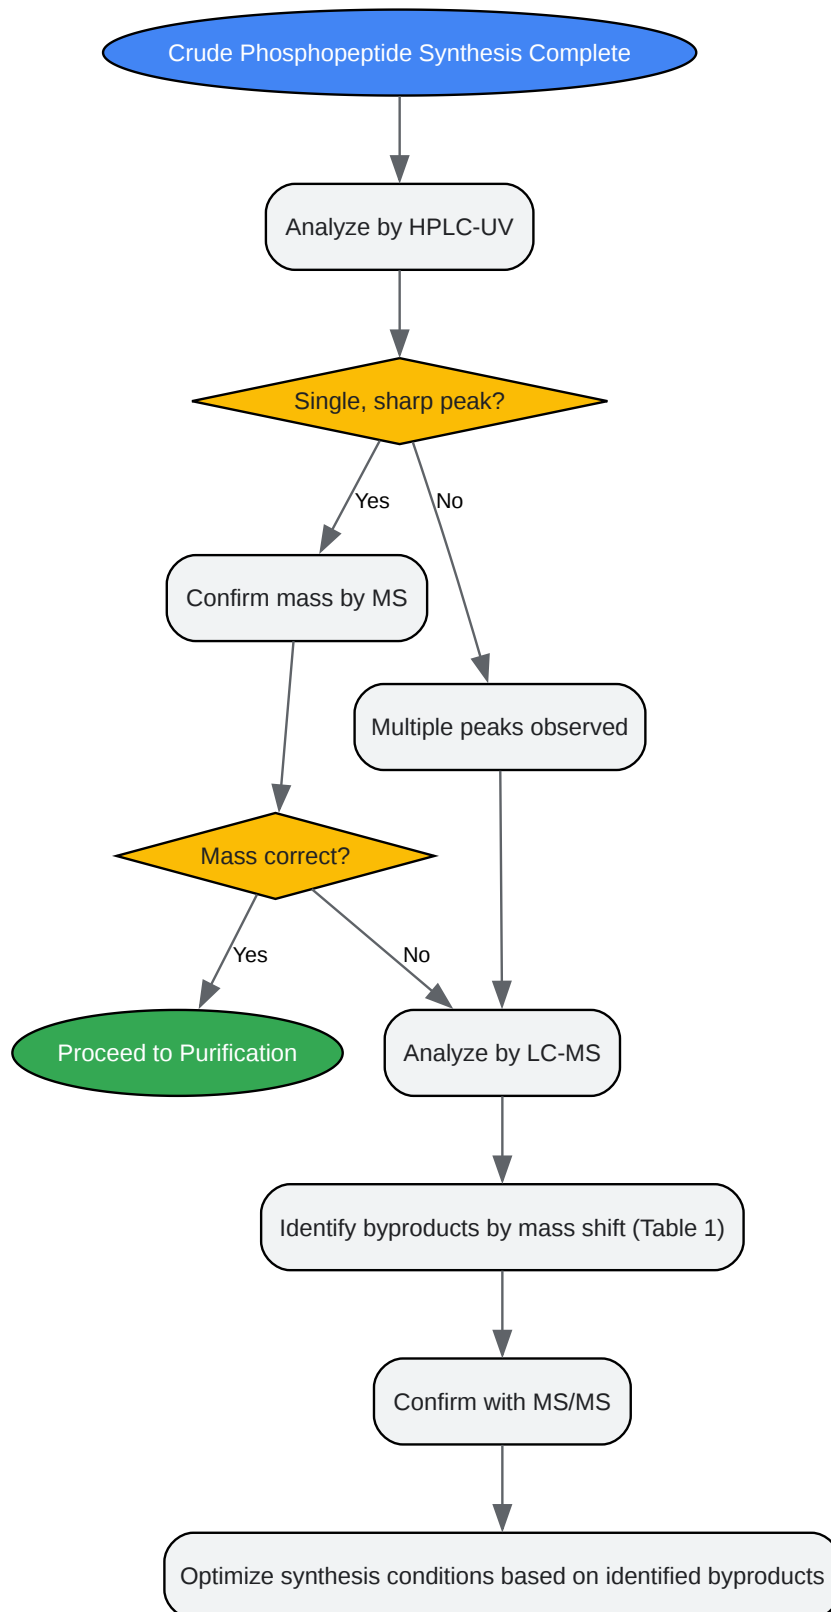 Crude Phosphopeptide Synthesis Complete
Analyze by HPLC-UV
Single, sharp peak?
Yes
No
Confirm mass by MS
Multiple peaks observed
Mass correct?
Yes
No
Proceed to Purification
Analyze by LC-MS
Identify byproducts by mass shift (Table 1)
Confirm with MS/MS
Optimize synthesis conditions based on identified byproducts